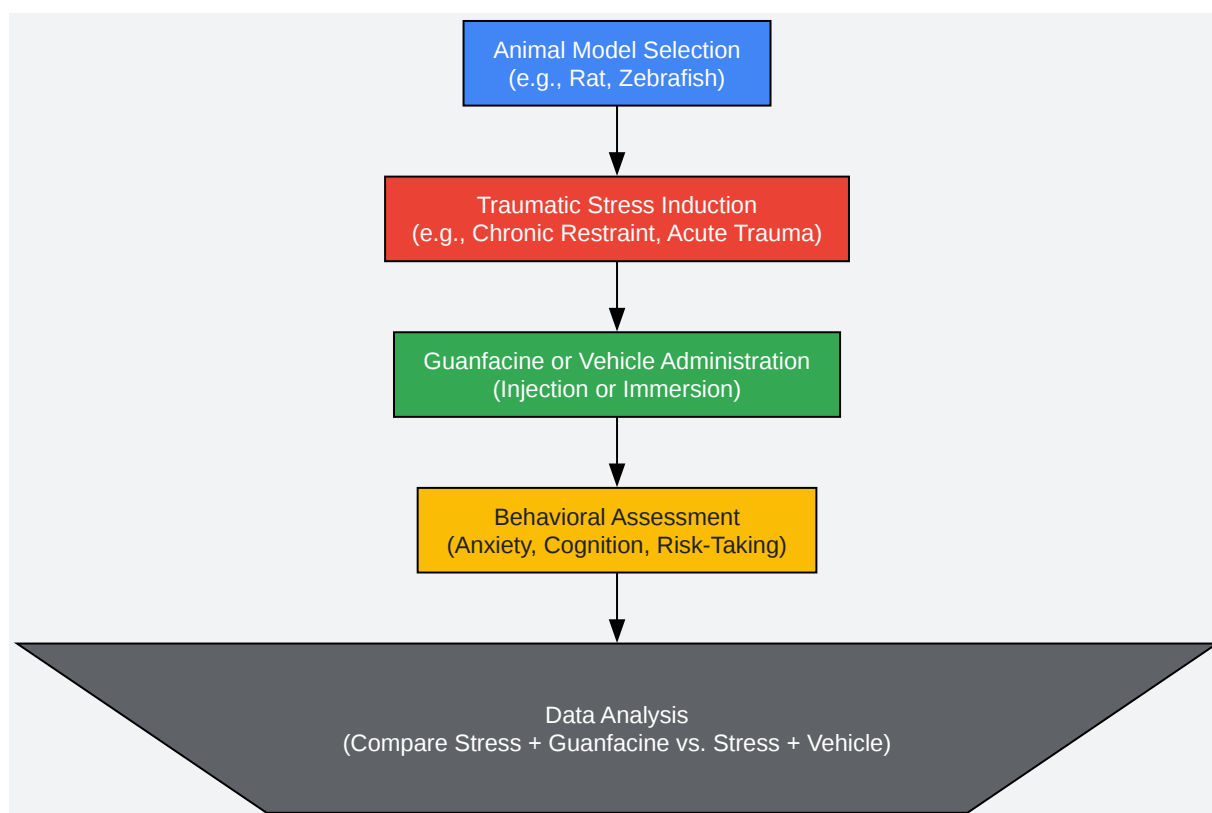 Animal Model Selection
(e.g., Rat, Zebrafish)
Traumatic Stress Induction
(e.g., Chronic Restraint, Acute Trauma)
Guanfacine or Vehicle Administration
(Injection or Immersion)
Behavioral Assessment
(Anxiety, Cognition, Risk-Taking)
Data Analysis
(Compare Stress + Guanfacine vs. Stress + Vehicle)